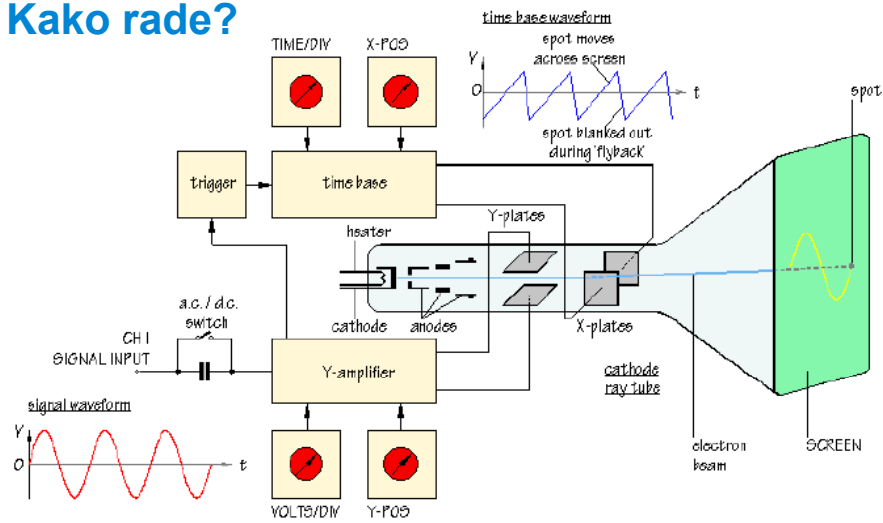 Kako rade?
TIME/DIV
X-POS
time base waveform
spot moves
across screen
V
O
t
spot blanked out
during 'flyback'
spot
trigger
time base
Y-plates
heater
cathode
anodes
X-plates
a.c. / d.c.
switch
CH I
SIGNAL INPUT
Y-amplifier
cathode
ray tube
signal waveform
V
O
t
electron
beam
SCREEN
VOLTS/DIV
Y-POS